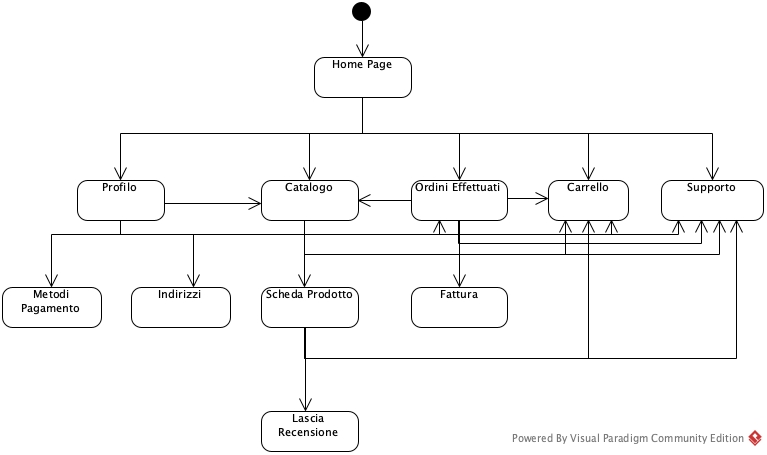 Home Page
Profilo
Catalogo
Ordini Effettuati
Carrello
Supporto
Metodi
Pagamento
Indirizzi
Scheda Prodotto
Fattura
Lascia
Recensione
Powered By Visual Paradigm Community Edition